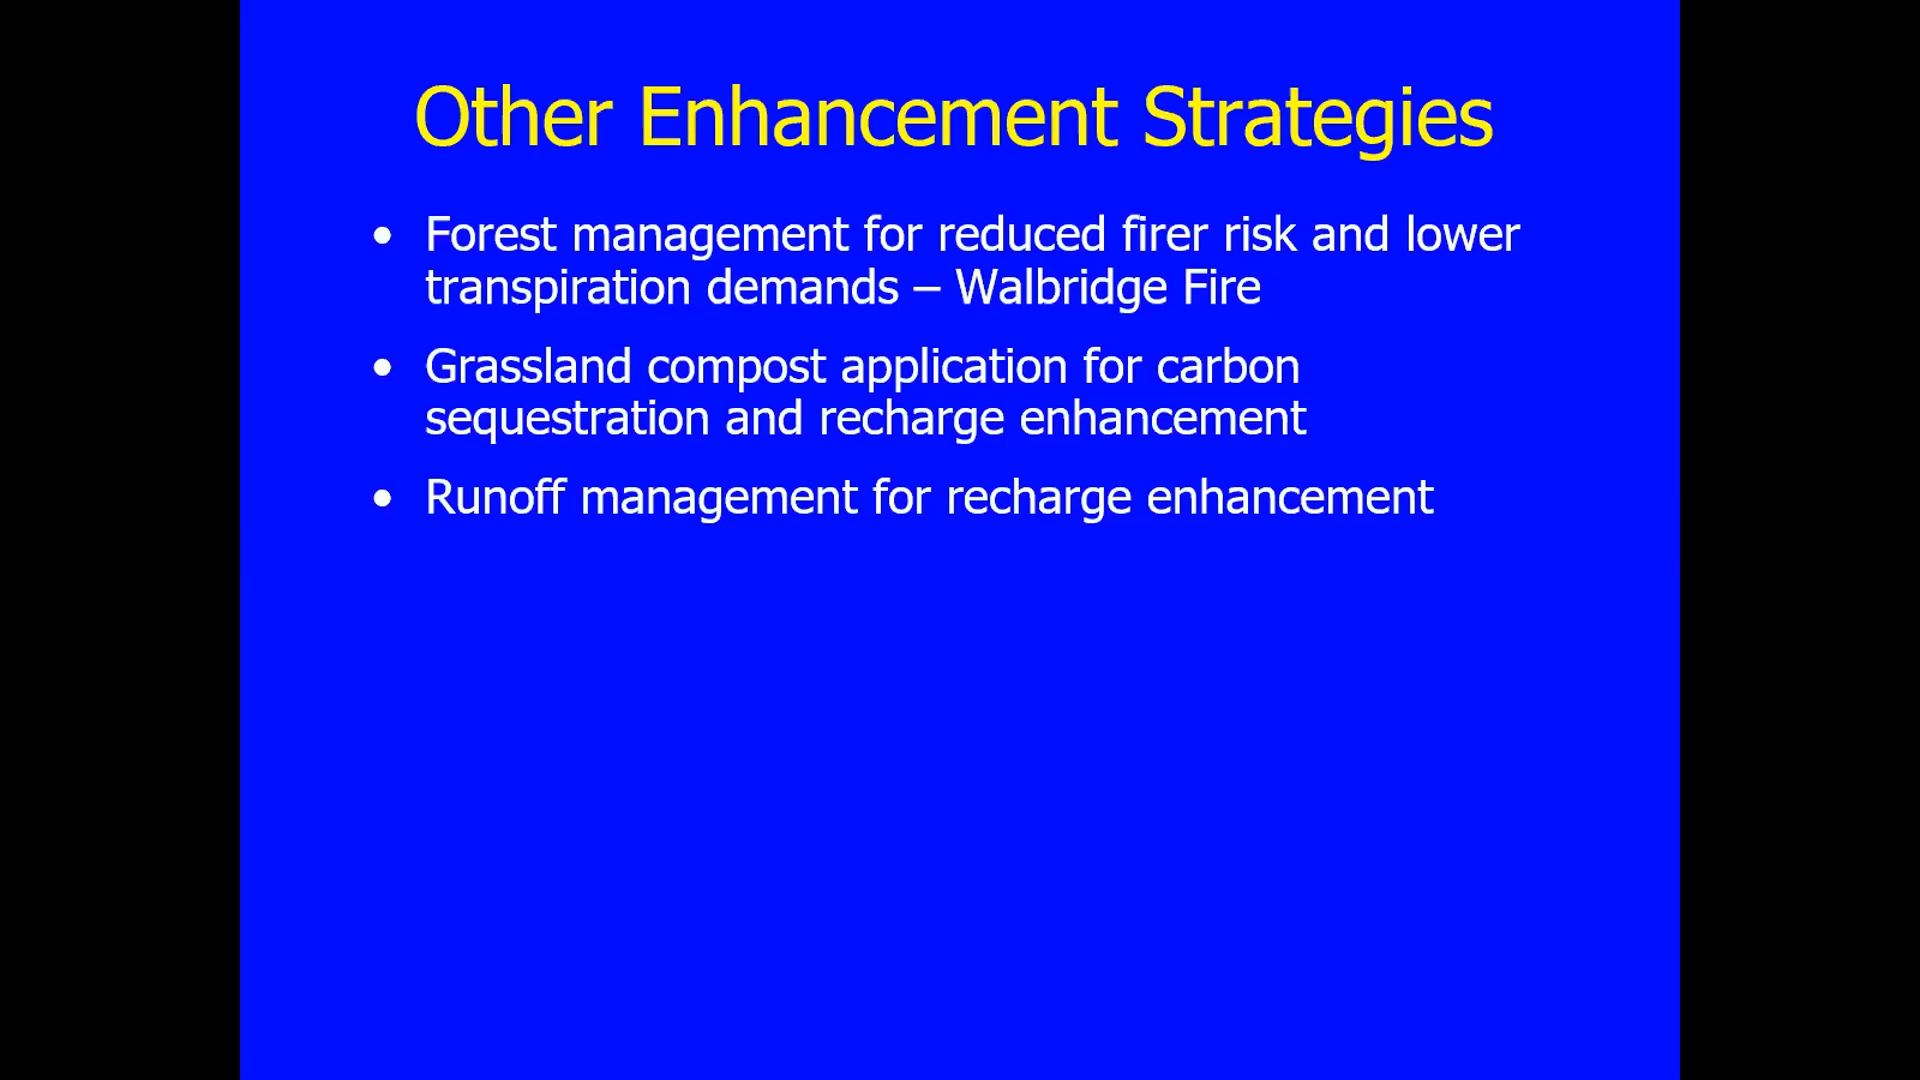 Other Enhancement Strategies
• Forest management for reduced firer risk and lower
transpiration demands – Walbridge Fire
• Grassland compost application for carbon
sequestration and recharge enhancement
• Runoff management for recharge enhancement